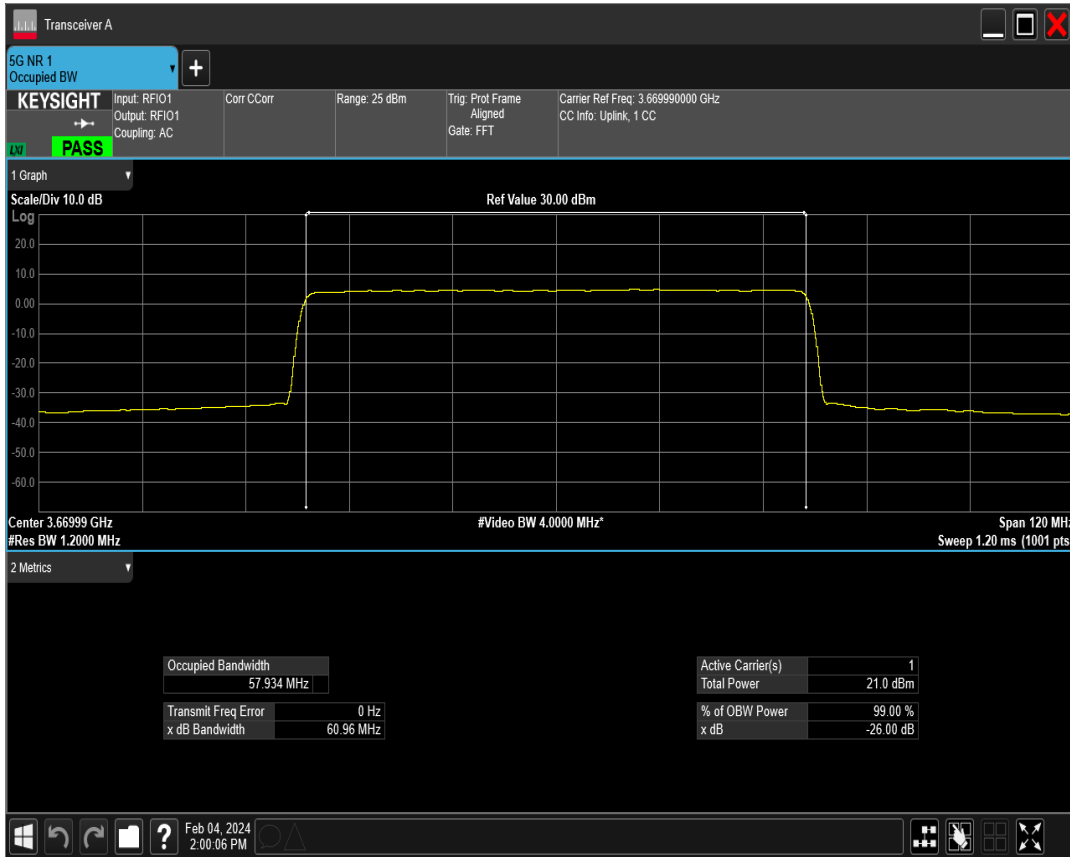 Transceiver A
5G NR 1
Occupied BW
+
KEYSIGHT
LXI
PASS
Input: RFIO1
Output: RFIO1
Coupling: AC
Corr CCorr
Range: 25 dBm
Trig: Prot Frame
Aligned
Gate: FFT
Carrier Ref Freq: 3.669990000 GHz
CC Info: Uplink, 1 CC
1 Graph
Scale/Div 10.0 dB
Ref Value 30.00 dBm
Log
20.0
10.0
0.00
-10.0
-20.0
-30.0
-40.0
-50.0
-60.0
Center 3.66999 GHz
#Video BW 4.0000 MHz*
Span 120 MHz
#Res BW 1.2000 MHz
Sweep 1.20 ms (1001 pts
2 Metrics
Occupied Bandwidth
57.934 MHz
Transmit Freq Error 0 Hz
x dB Bandwidth 60.96 MHz
Active Carrier(s) 1
Total Power 21.0 dBm
% of OBW Power 99.00 %
x dB -26.00 dB
?
Feb 04, 2024
2:00:06 PM